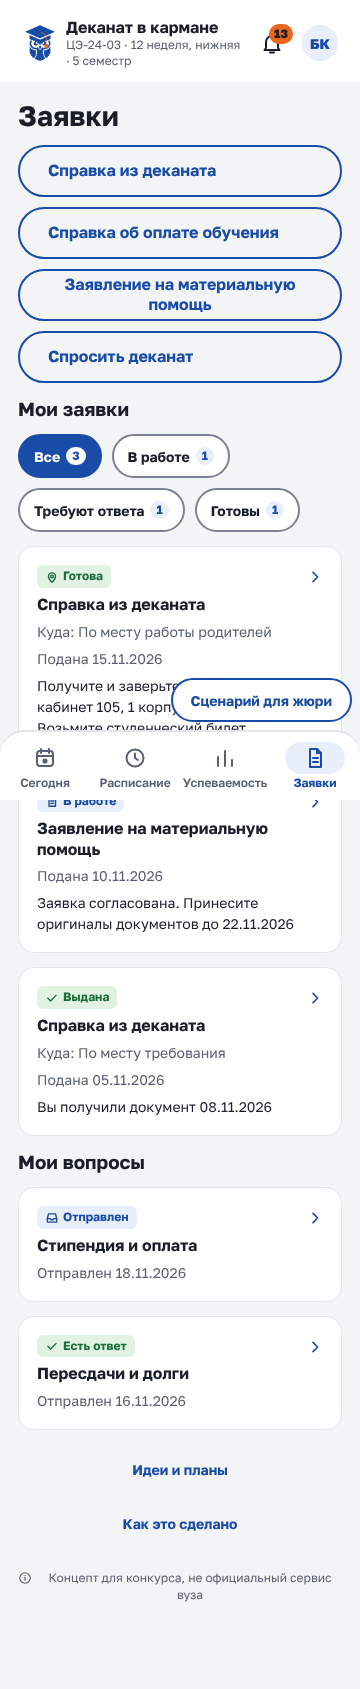 Деканат в кармане
ЦЭ-24-03 · 12 неделя, нижняя
· 5 семестр
13
БК
Заявки
Справка из деканата
Справка об оплате обучения
Заявление на материальную
помощь
Спросить деканат
Мои заявки
Все 3
В работе 1
Требуют ответа 1
Готовы 1
Готова
Справка из деканата
Куда: По месту работы родителей
Подана 15.11.2026
Получите и заверьте
кабинет 105, 1 корпу
Сценарий для жюри
Возьмите студенческий билет
Сегодня
Расписание
Успеваемость
Заявки
В работе
Заявление на материальную
помощь
Подана 10.11.2026
Заявка согласована. Принесите
оригиналы документов до 22.11.2026
Выдана
Справка из деканата
Куда: По месту требования
Подана 05.11.2026
Вы получили документ 08.11.2026
Мои вопросы
Отправлен
Стипендия и оплата
Отправлен 18.11.2026
Есть ответ
Пересдачи и долги
Отправлен 16.11.2026
Идеи и планы
Как это сделано
Концепт для конкурса, не официальный сервис
вуза